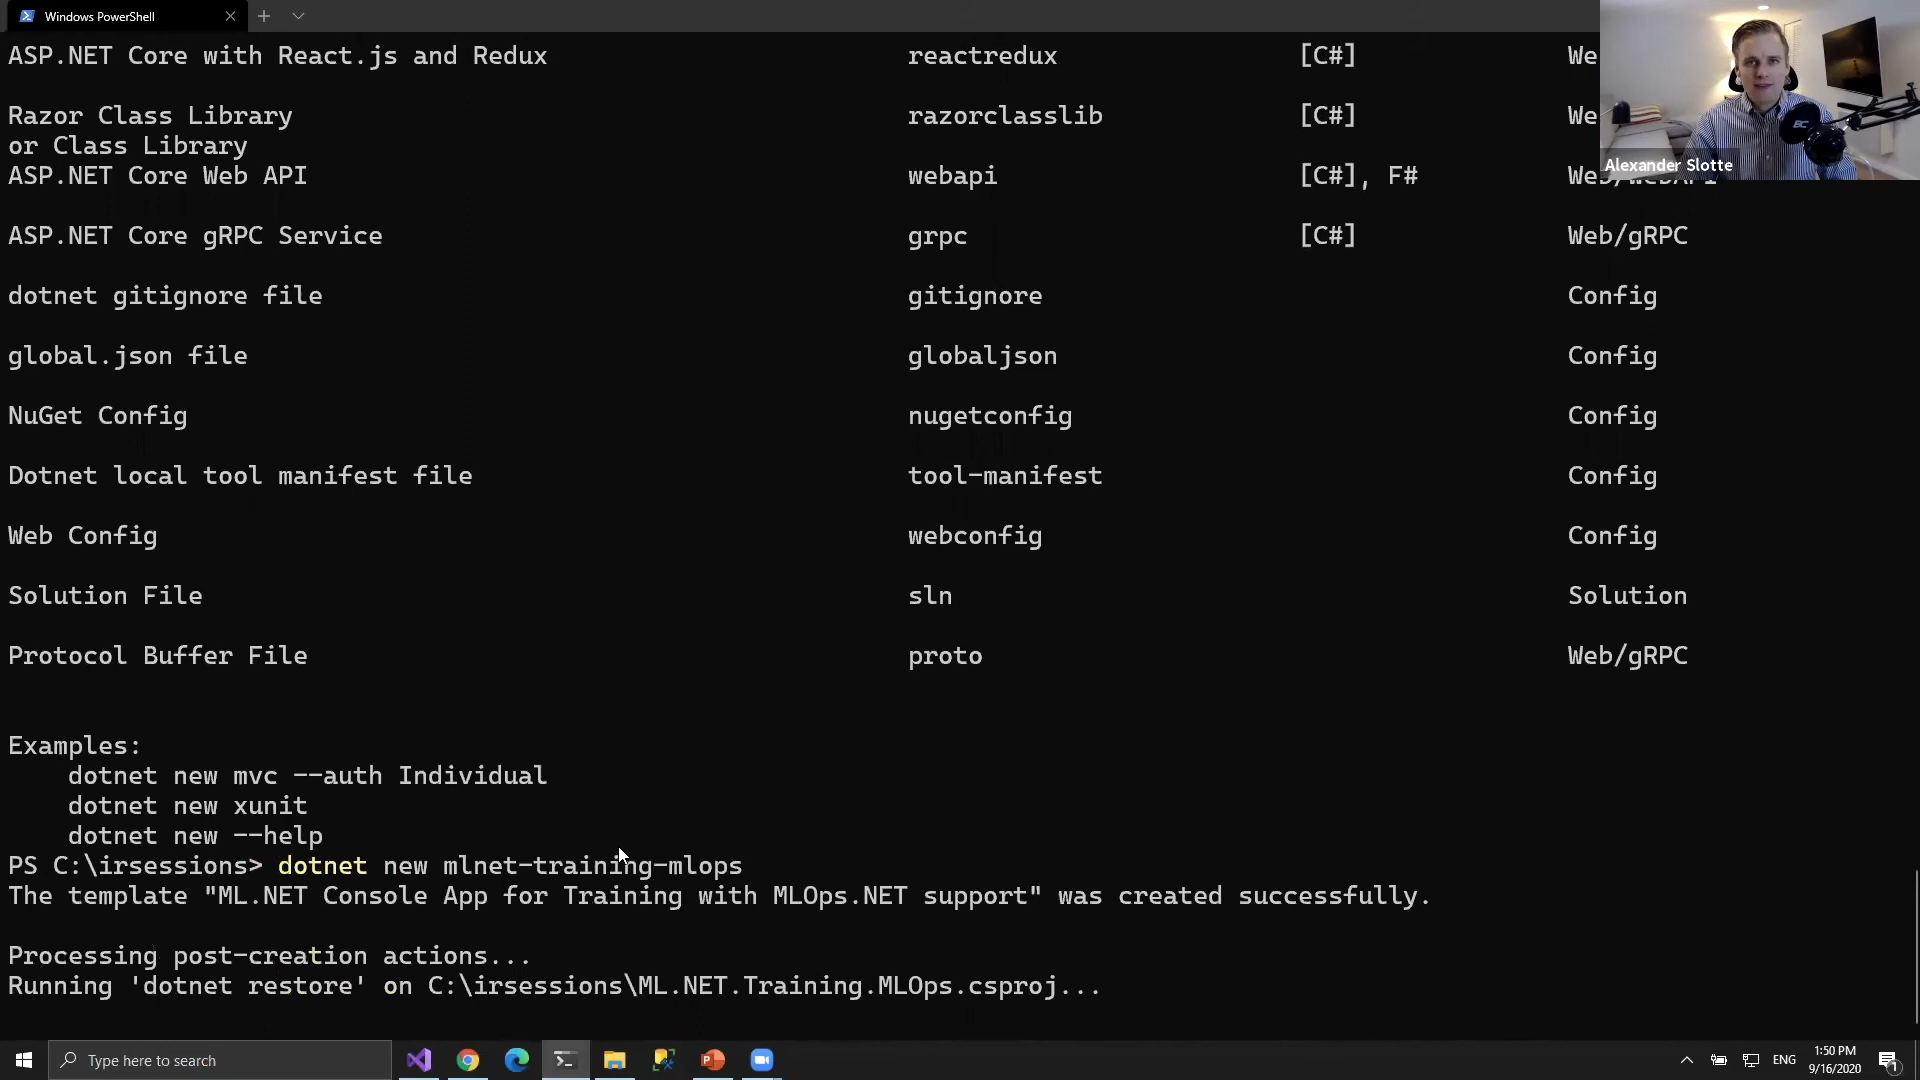 Windows PowerShell
ASP.NET Core with React.js and Redux reactredux [C#] We
Razor Class Library razorclasslib [C#] We
or Class Library
ASP.NET Core Web API webapi [C#], F# Web/WebAPI
Alexander Slotte
ASP.NET Core gRPC Service grpc [C#] Web/gRPC
dotnet gitignore file gitignore Config
global.json file globaljson Config
NuGet Config nugetconfig Config
Dotnet local tool manifest file tool-manifest Config
Web Config webconfig Config
Solution File sln Solution
Protocol Buffer File proto Web/gRPC
Examples:
dotnet new mvc --auth Individual
dotnet new xunit
dotnet new --help
PS C:\irsessions> dotnet new mlnet-training-mlops
The template "ML.NET Console App for Training with MLOps.NET support" was created successfully.
Processing post-creation actions...
Running 'dotnet restore' on C:\irsessions\ML.NET.Training.MLOps.csproj...
Type here to search
ENG
1:50 PM
9/16/2020
1